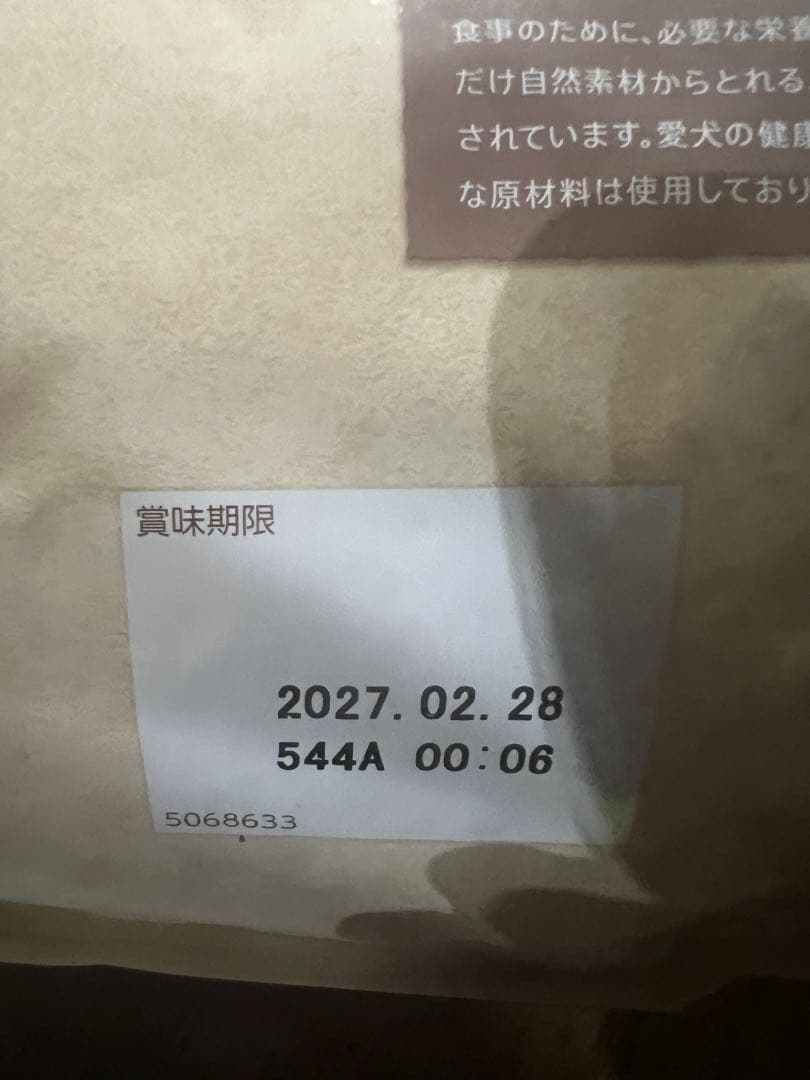 食事のために、必要な栄養
だけ自然素材からとれる
されています。愛犬の健康
な原材料は使用しており
賞味期限
2027.02.28
544A 00:06
5068633